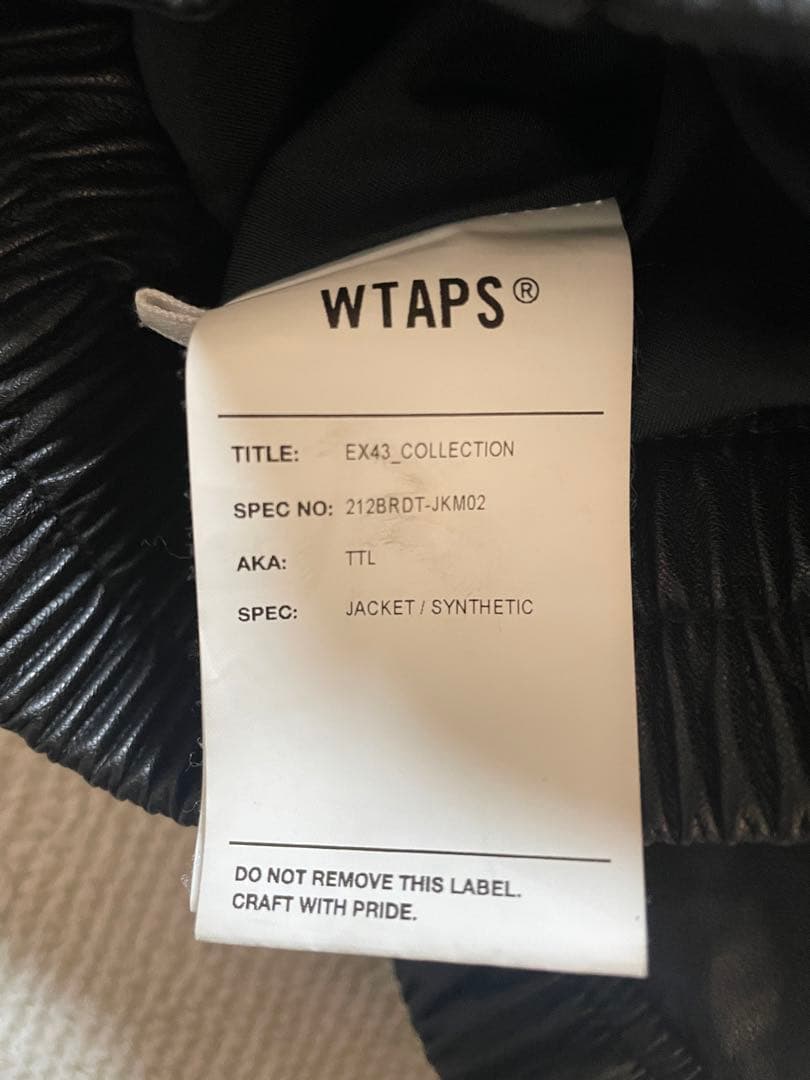 WTAPS®
TITLE: EX43_COLLECTION
SPEC NO: 212BRDT-JKM02
AKA: TTL
SPEC: JACKET / SYNTHETIC
DO NOT REMOVE THIS LABEL.
CRAFT WITH PRIDE.